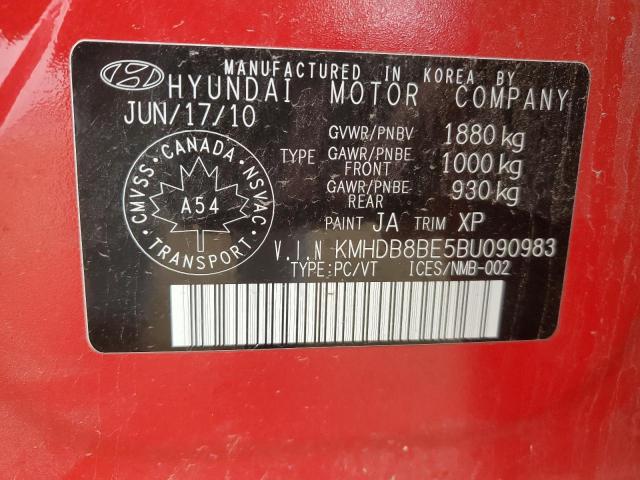 MANUFACTURED IN KOREA BY
HYUNDAI MOTOR COMPANY
JUN/17/10
GVWR/PNBV 1880 kg
TYPE GAWR/PNBE FRONT 1000 kg
GAWR/PNBE REAR 930 kg
CANADA
CMVSS · NSVAC
A54
TRANSPORT
PAINT JA TRIM XP
V.I.N KMHDB8BE5BU090983
TYPE:PC/VT ICES/NMB-002